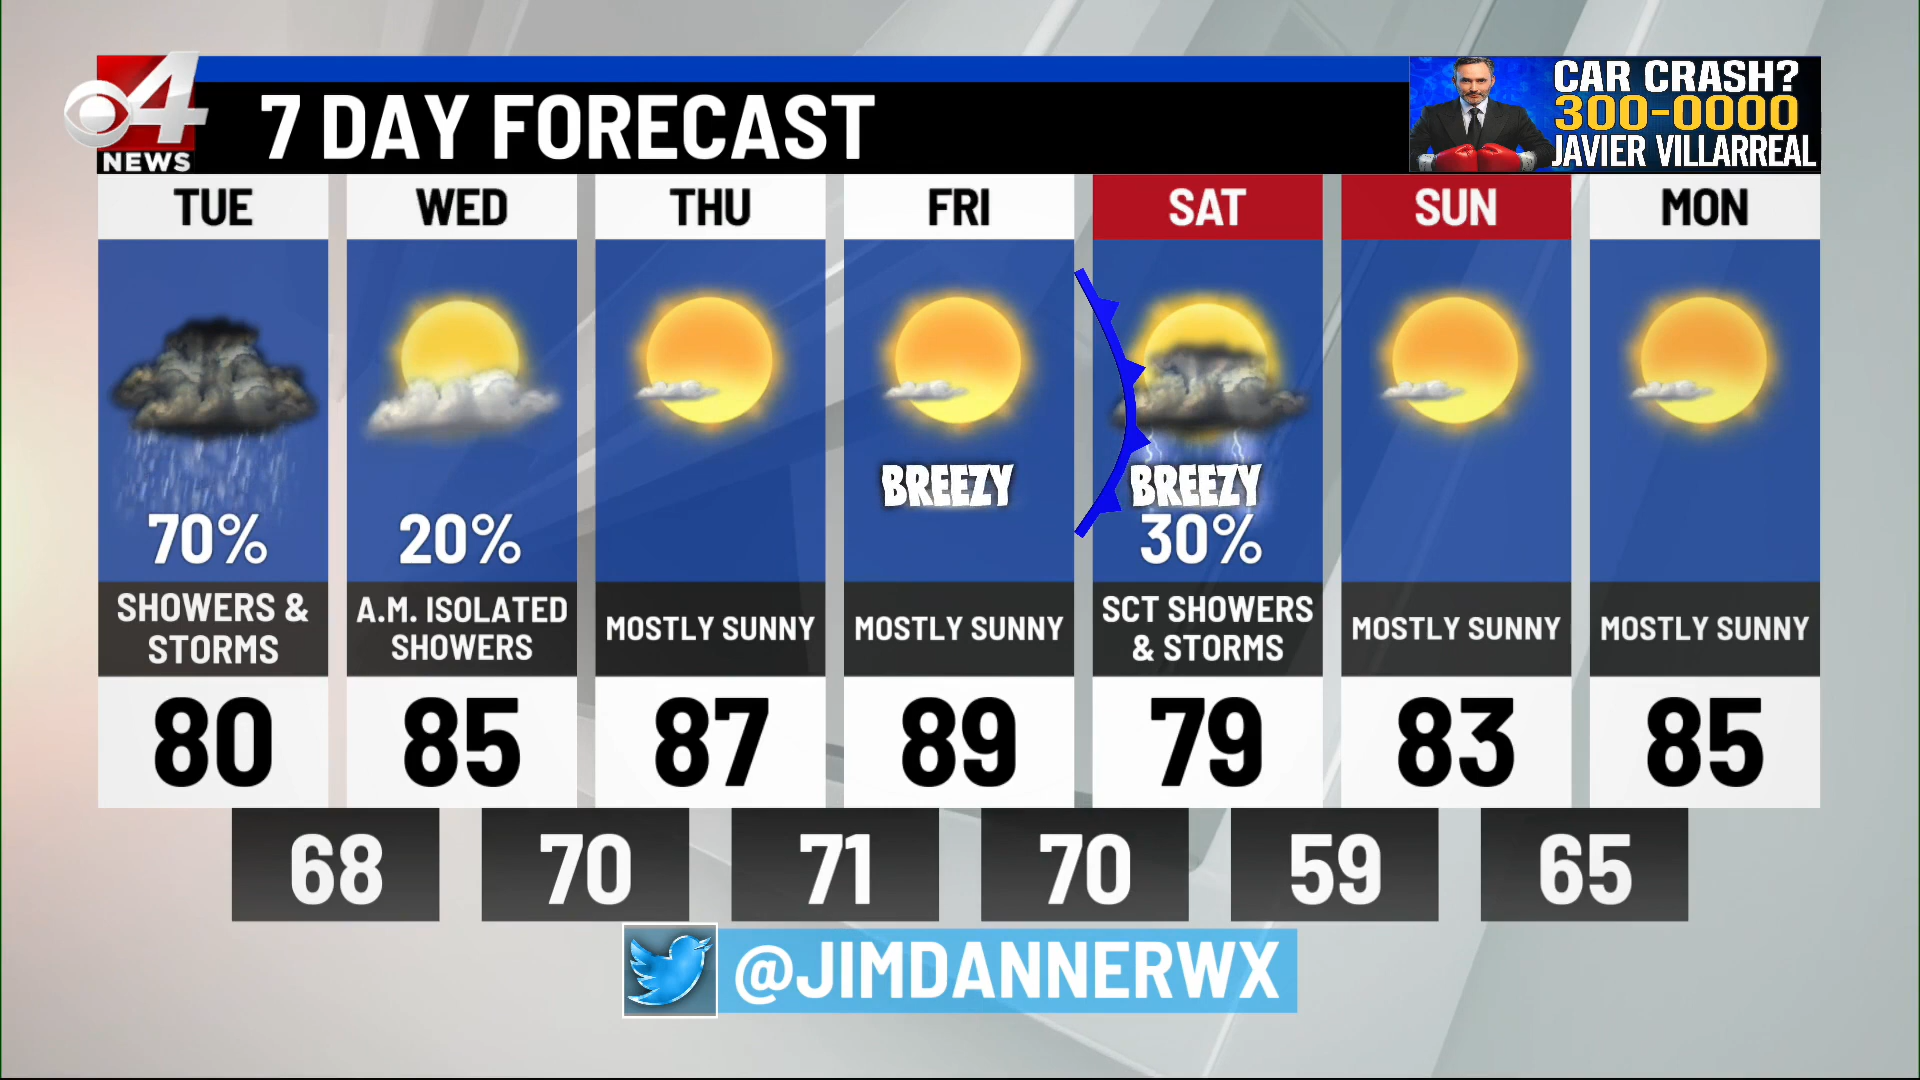 4
NEWS
7 DAY FORECAST
CAR CRASH?
300-0000
JAVIER VILLARREAL
TUE
WED
THU
FRI
SAT
SUN
MON
BREEZY
BREEZY
70%
20%
30%
SHOWERS &
STORMS
A.M. ISOLATED
SHOWERS
MOSTLY SUNNY
MOSTLY SUNNY
SCT SHOWERS
& STORMS
MOSTLY SUNNY
MOSTLY SUNNY
80
85
87
89
79
83
85
68
70
71
70
59
65
@JIMDANNERWX